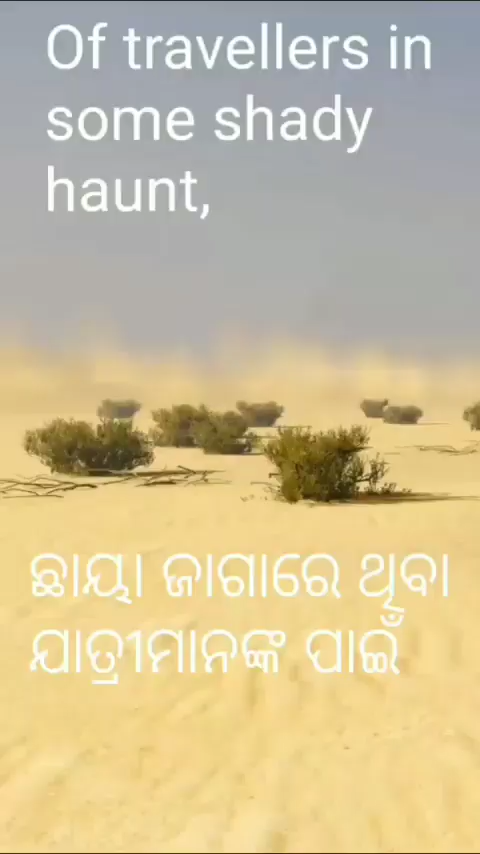 Of travellers in
some shady
haunt,
ଛାୟା ଜାଗାରେ ଥିବା
ଯାତ୍ରୀମାନଙ୍କ ପାଇଁ